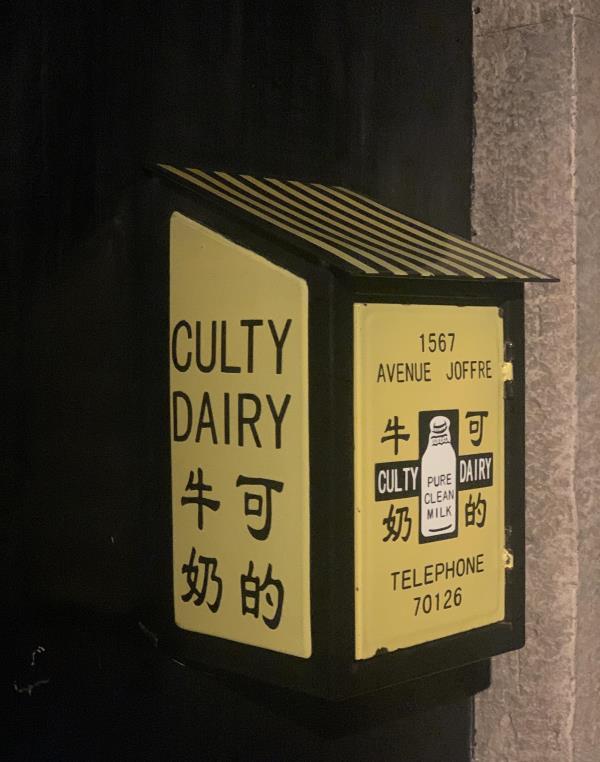 CULTY
DAIRY
牛可
奶的
1567
AVENUE JOFFRE
牛 可
CULTY DAIRY
PURE
CLEAN
MILK
奶 的
TELEPHONE
70126